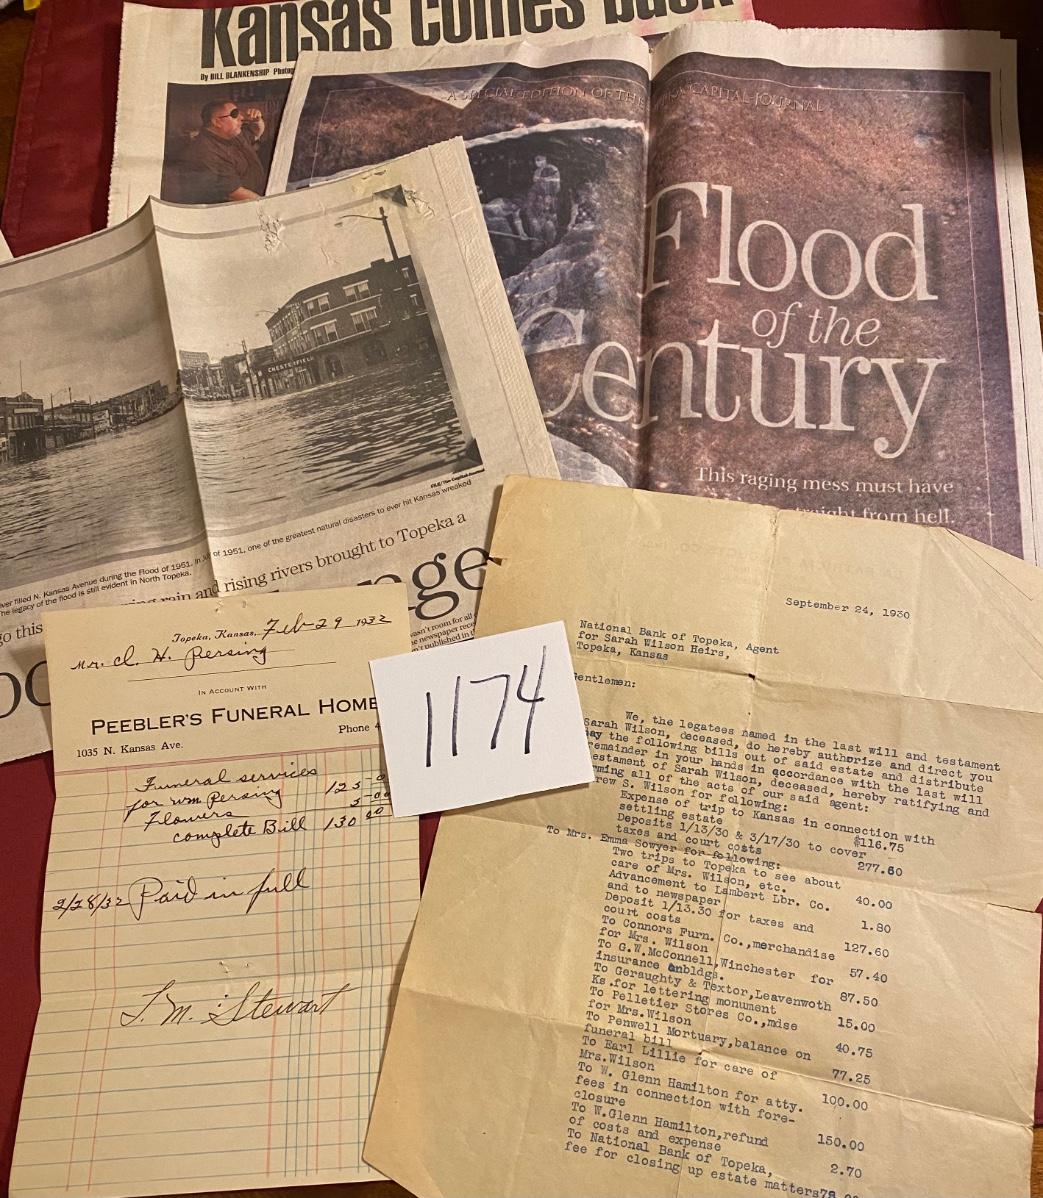 Kansas comes back
By BILL BLANKENSHIP
A SPECIAL EDITION OF THE CAPITAL-JOURNAL
Flood
of the
Century
This raging mess must have
straight from hell.
CHESTERFIELD
River filled N. Kansas Avenue during the Flood of 1951, one of the greatest natural disasters to ever hit Kansas wreaked
The legacy of the flood is still evident in North Topeka.
rain and rising rivers brought to Topeka a
Topeka, Kansas, Feb-29 1932
Mr. C. H. Persing
IN ACCOUNT WITH
PEEBLER'S FUNERAL HOME
1035 N. Kansas Ave. Phone 4
Funeral services
for wm Persing 125-0
Flowers 5-00
complete Bill 130 00
2/28/32 Paid in full
L. M. Stewart
1174
September 24, 1930
National Bank of Topeka, Agent
for Sarah Wilson Heirs,
Topeka, Kansas
Gentlemen:
We, the legatees named in the last will and testament
Sarah Wilson, deceased, do hereby authorize and direct you
pay the following bills out of said estate and distribute
remainder in your hands in accordance with the last will
testament of Sarah Wilson, deceased, hereby ratifying and
rming all of the acts of our said agent:
rew S. Wilson for following:
Expense of trip to Kansas in connection with
settling estate $116.75
Deposits 1/13/30 & 3/17/30 to cover
taxes and court costs 277.60
To Mrs. Emma Sowyer for following:
Two trips to Topeka to see about
care of Mrs. Wilson, etc. 40.00
Advancement to Lambert Lbr. Co.
and to newspaper 1.80
Deposit 1/13.30 for taxes and
court costs 127.60
To Connors Furn. Co.,merchandise
for Mrs. Wilson 57.40
To G.W.McConnell,Winchester for
insurance onbldgs. 87.50
To Geraughty & Textor,Leavenwoth
Ks.for lettering monument 15.00
To Pelletier Stores Co.,mdse
for Mrs.Wilson 40.75
To Penwell Mortuary,balance on
funeral bill 77.25
To Earl Lillie for care of
Mrs.Wilson 100.00
To W. Glenn Hamilton for atty.
fees in connection with fore-
closure 150.00
To W.Glenn Hamilton,refund
of costs and expense 2.70
To National Bank of Topeka,
fee for closing up estate matters